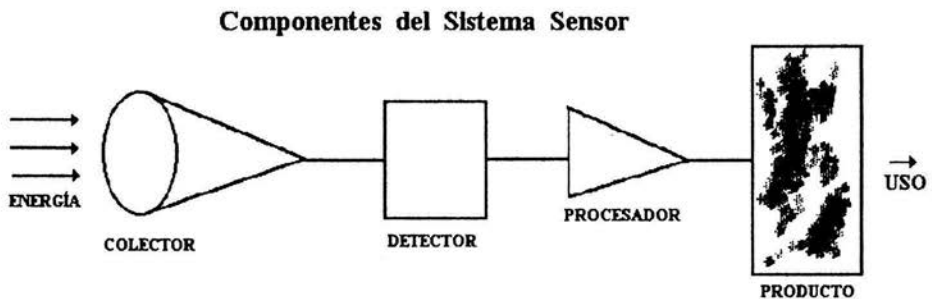 Componentes del Sistema Sensor
ENERGÍA
COLECTOR
DETECTOR
PROCESADOR
PRODUCTO
USO